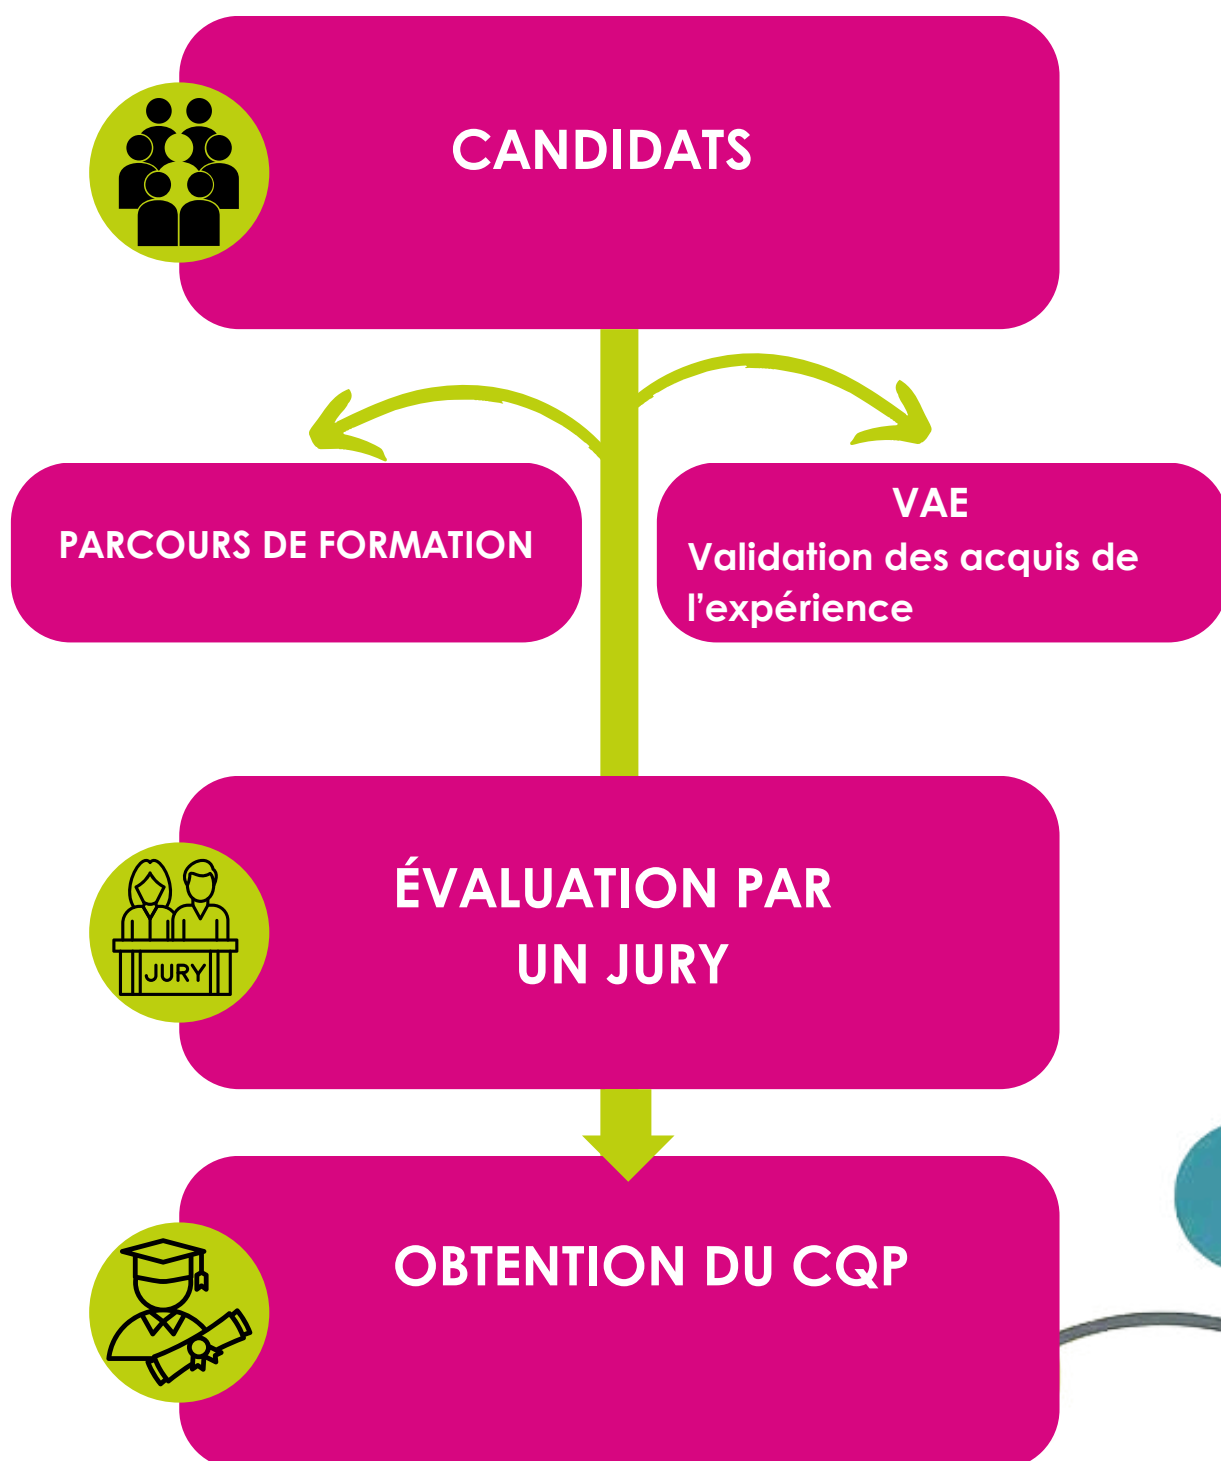 CANDIDATS
PARCOURS DE FORMATION
VAE
Validation des acquis de
l’expérience
ÉVALUATION PAR
UN JURY
JURY
OBTENTION DU CQP